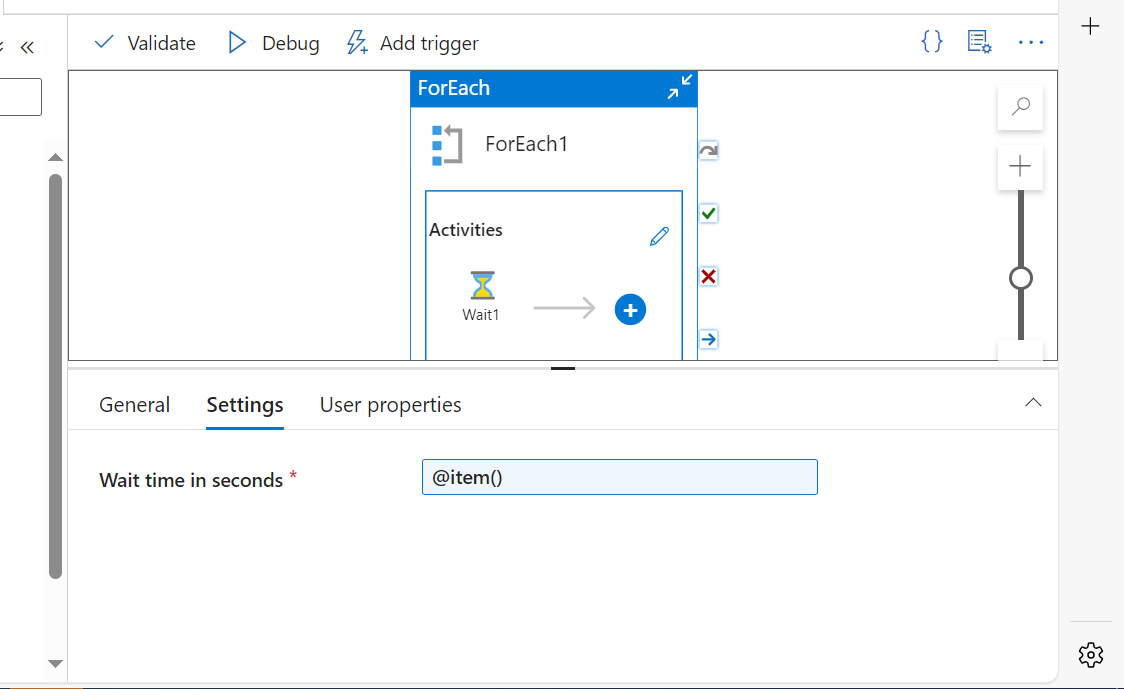 Validate Debug Add trigger
ForEach
ForEach1
Activities
Wait1
General Settings User properties
Wait time in seconds * @item()